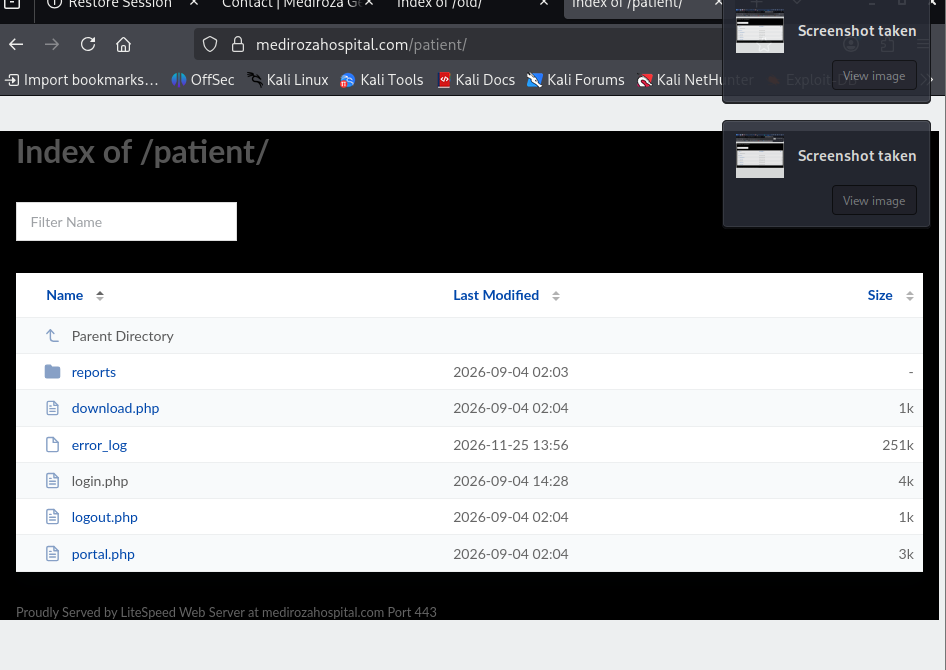 Restore Session
Contact | Mediroza Ge
Index of /old/
Index of /patient/
medirozahospital.com/patient/
Import bookmarks...
OffSec
Kali Linux
Kali Tools
Kali Docs
Kali Forums
Kali NetHunter
Exploit-DB
Screenshot taken
View image
Screenshot taken
View image
Index of /patient/
Filter Name
Name Last Modified Size
Parent Directory
reports 2026-09-04 02:03 -
download.php 2026-09-04 02:04 1k
error_log 2026-11-25 13:56 251k
login.php 2026-09-04 14:28 4k
logout.php 2026-09-04 02:04 1k
portal.php 2026-09-04 02:04 3k
Proudly Served by LiteSpeed Web Server at medirozahospital.com Port 443